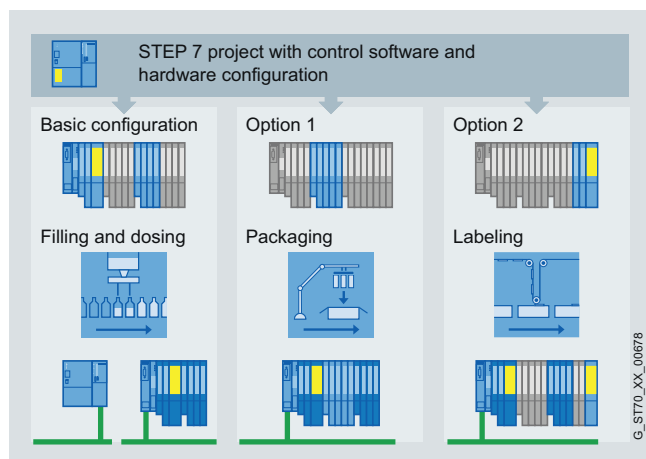 STEP 7 project with control software and
hardware configuration
Basic configuration
Option 1
Option 2
Filling and dosing
Packaging
Labeling
G_ST70_XX_00678